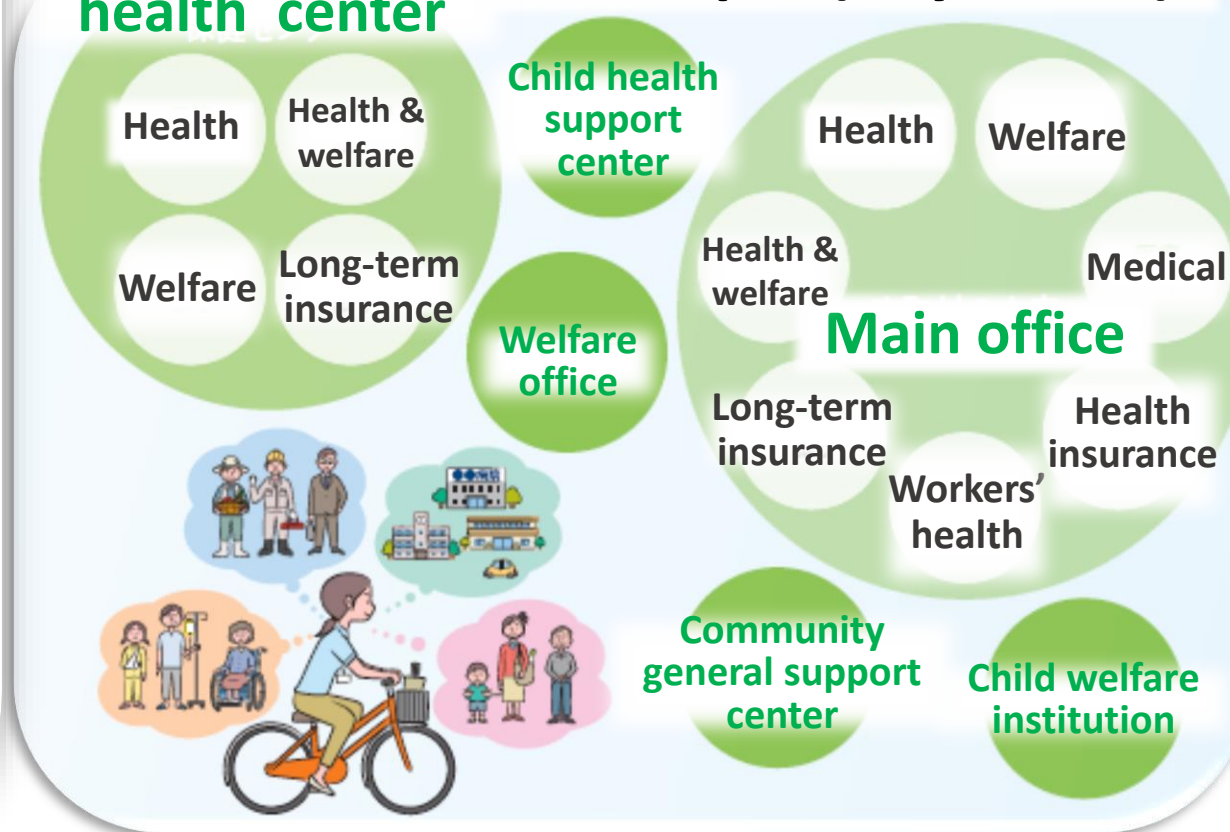 health center
Health
Health &
welfare
Welfare
Long-term
insurance
Child health
support
center
Welfare
office
Health
Welfare
Health &
welfare
Medical
Main office
Long-term
insurance
Health
insurance
Workers’
health
Community
general support
center
Child welfare
institution